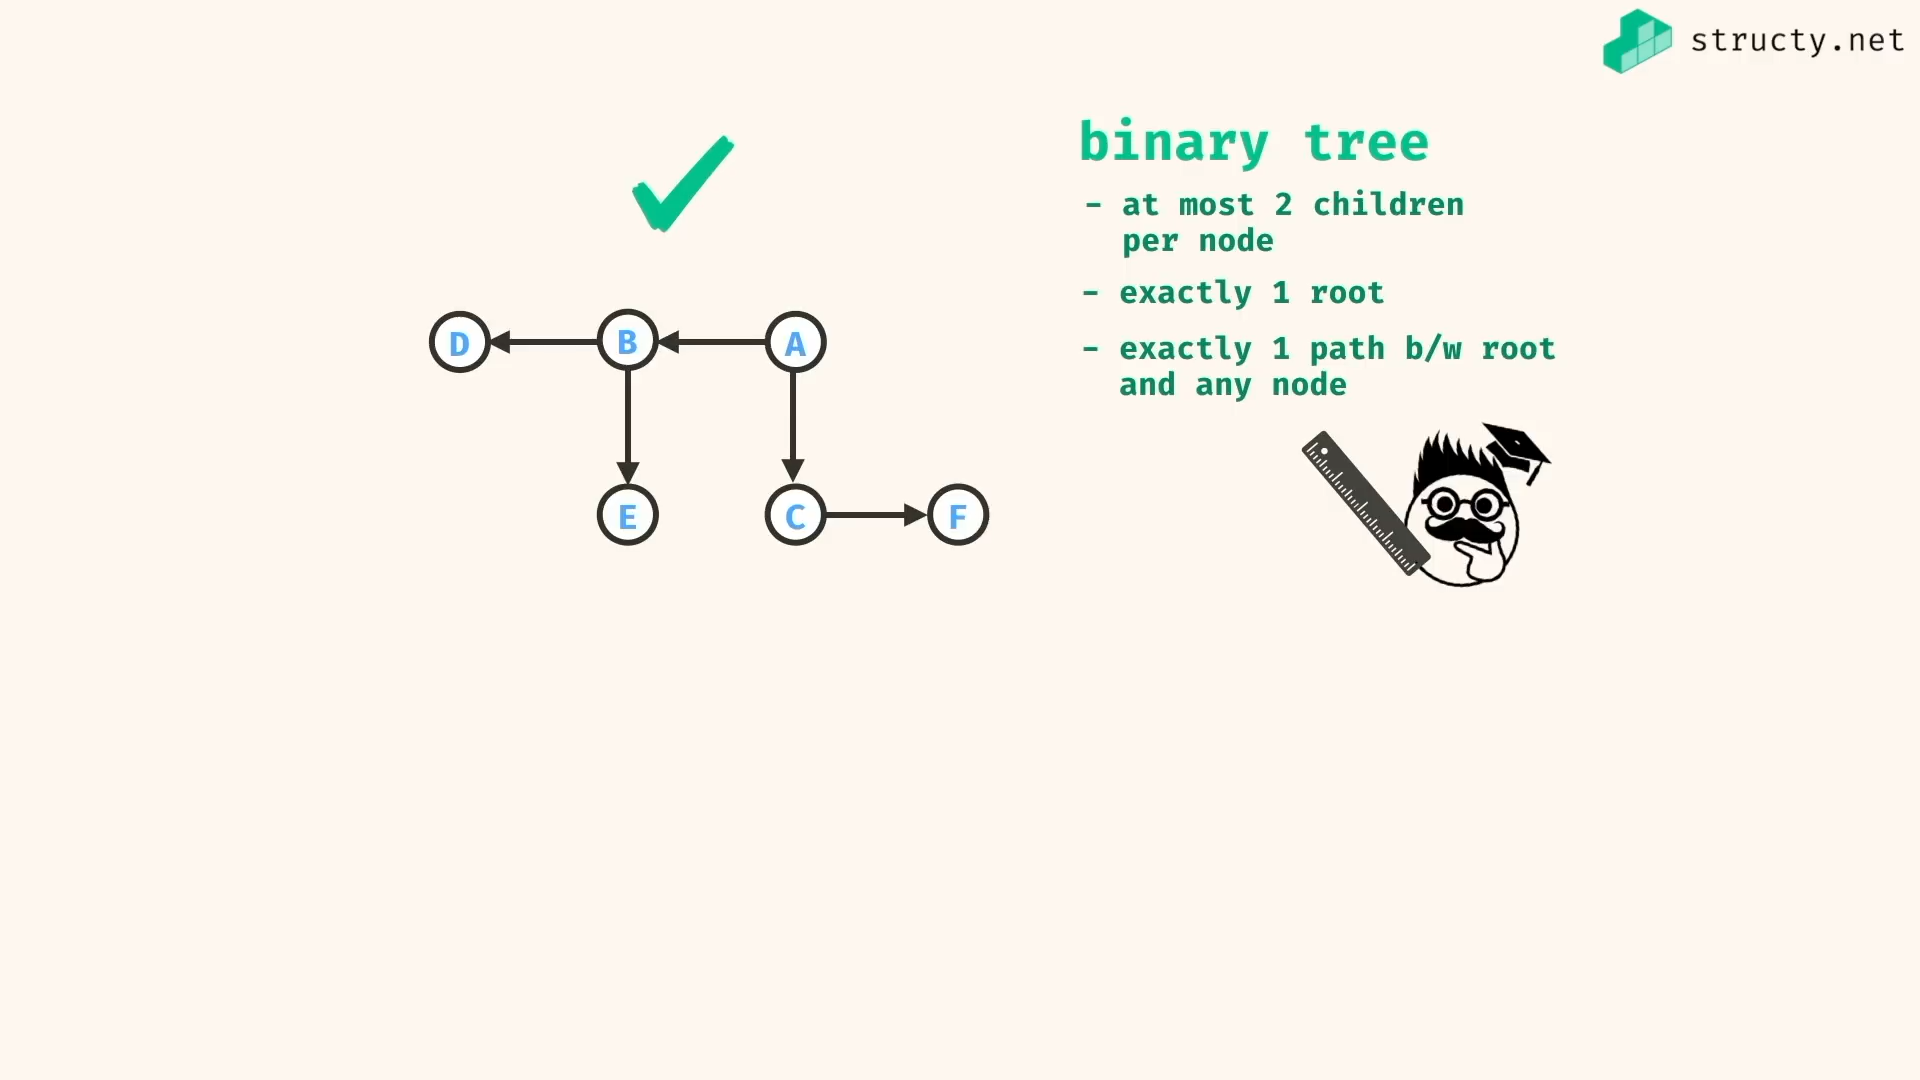 structy.net
binary tree
- at most 2 children
per node
- exactly 1 root
- exactly 1 path b/w root
and any node
D
B
A
E
C
F